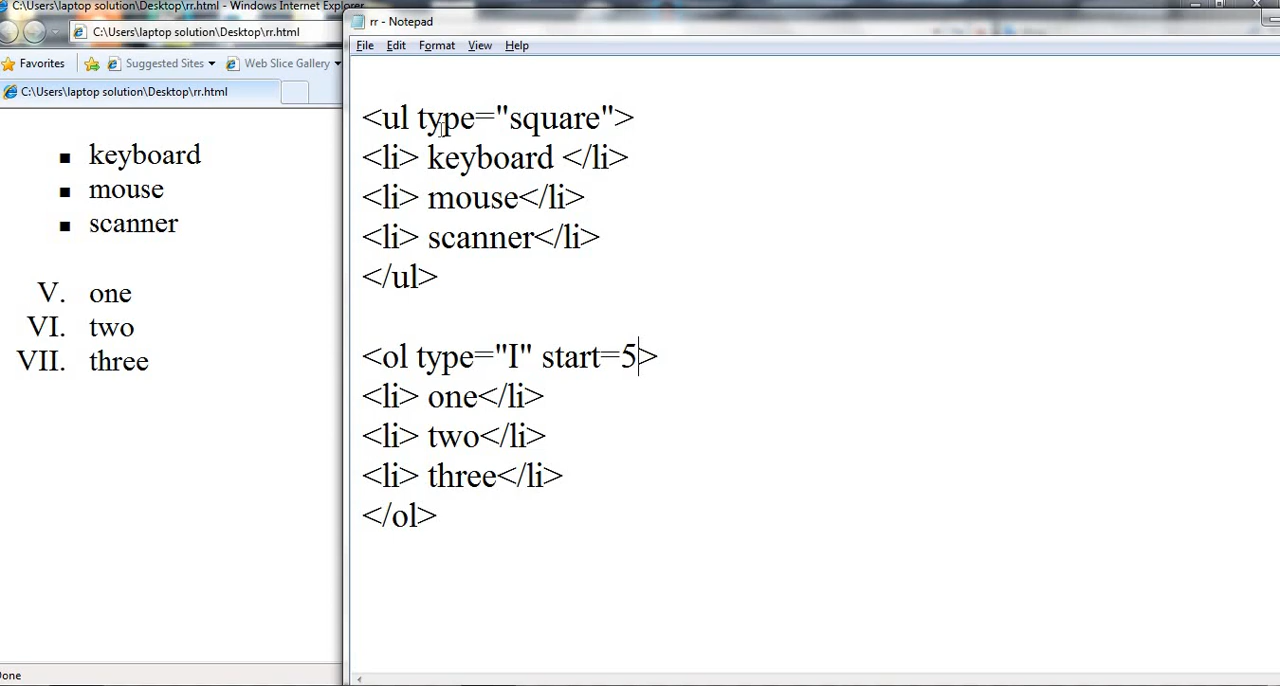 C:\Users\laptop solution\Desktop\rr.html - Windows Internet Explorer
C:\Users\laptop solution\Desktop\rr.html
Favorites Suggested Sites Web Slice Gallery
C:\Users\laptop solution\Desktop\rr.html
keyboard
mouse
scanner
V. one
VI. two
VII. three
one
rr - Notepad
File Edit Format View Help
<ul type="square">
<li> keyboard </li>
<li> mouse</li>
<li> scanner</li>
</ul>
<ol type="I" start=5>
<li> one</li>
<li> two</li>
<li> three</li>
</ol>